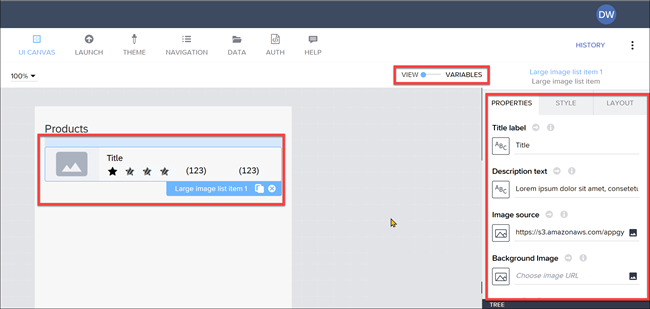 DW
UI CANVAS LAUNCH THEME NAVIGATION DATA AUTH HELP HISTORY
100% VIEW VARIABLES
Large image list item 1
Large image list item
PROPERTIES STYLE LAYOUT
Products
Title label
Title
ABC Title
(123) (123)
Large image list item 1
Description text
ABC Lorem ipsum dolor sit amet, consetetu
Image source
https://s3.amazonaws.com/appgy
Background Image
Choose image URL
TREE